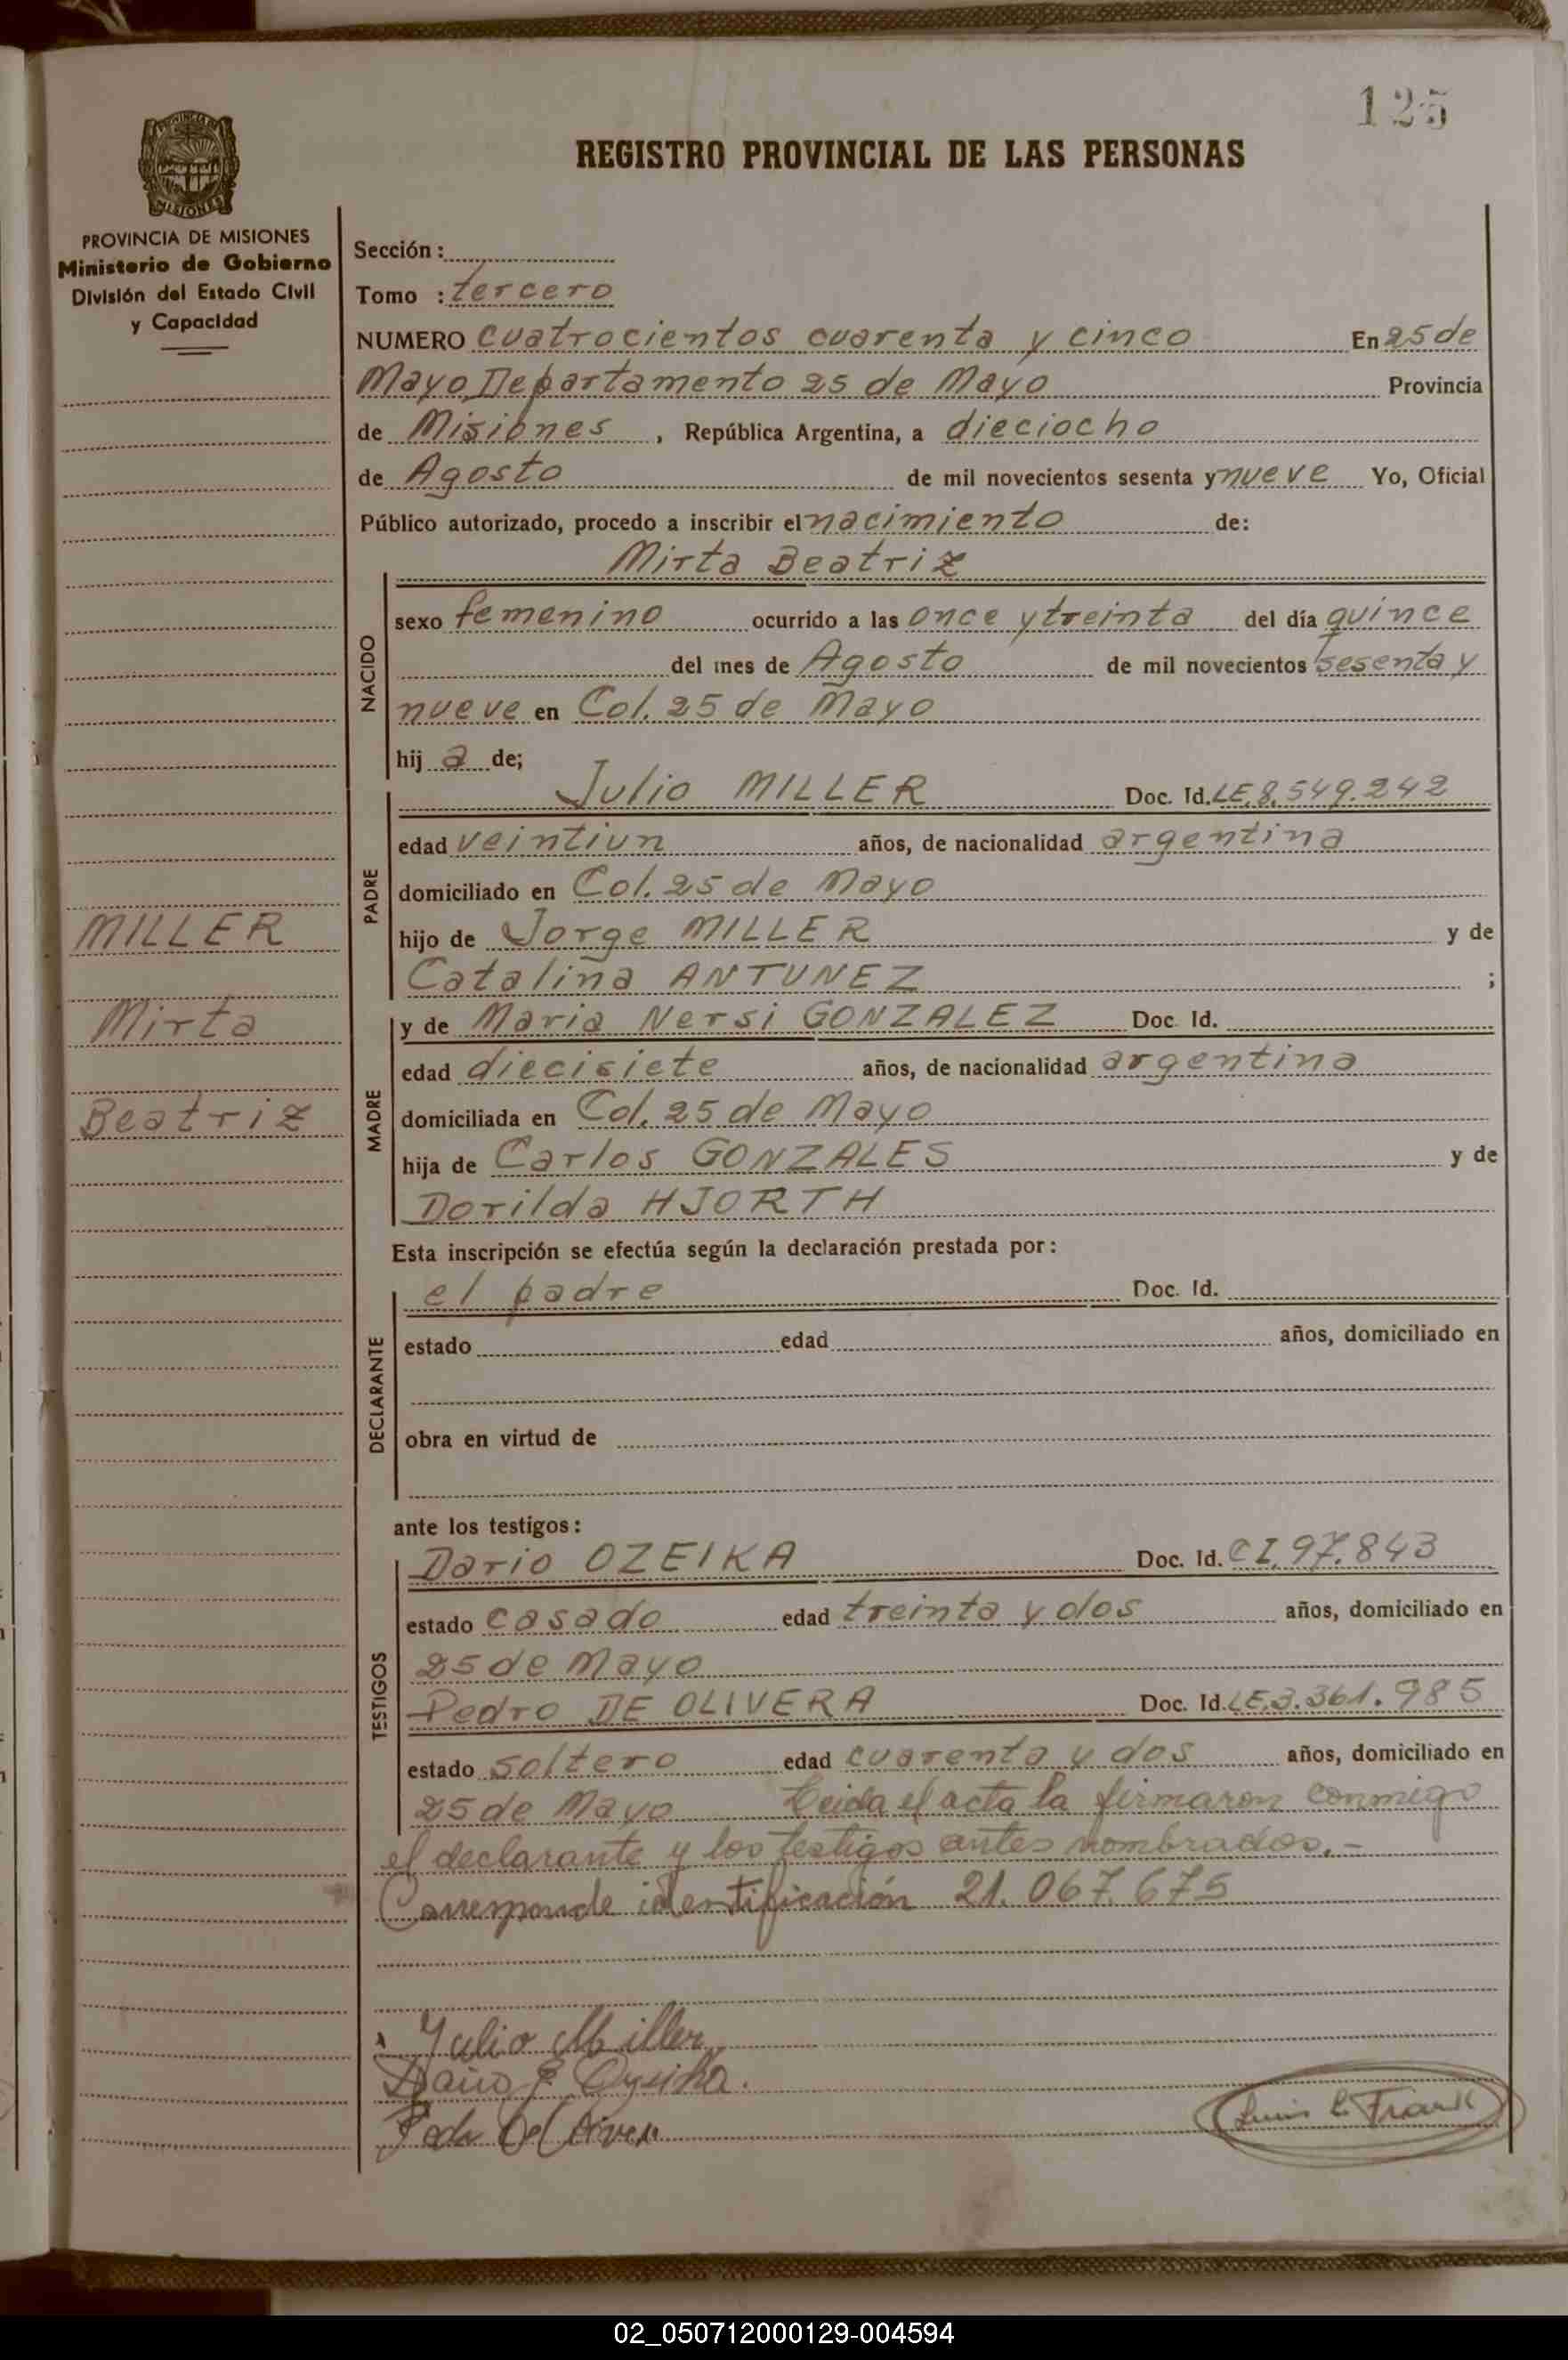 125
REGISTRO PROVINCIAL DE LAS PERSONAS
PROVINCIA DE MISIONES
MISIONES
PROVINCIA DE MISIONES
Ministerio de Gobierno
División del Estado Civil
y Capacidad
MILLER
Mirta
Beatriz
Sección :
Tomo : tercero
NUMERO cuatrocientos cuarenta y cinco En 25 de
Mayo, Departamento 25 de Mayo Provincia
de Misiones , República Argentina, a dieciocho
de Agosto de mil novecientos sesenta y nueve Yo, Oficial
Público autorizado, procedo a inscribir el nacimiento de:
Mirta Beatriz
NACIDO
sexo femenino ocurrido a las once y treinta del día quince
del mes de Agosto de mil novecientos sesenta y
nueve en Col. 25 de Mayo
hij a de;
PADRE
Julio MILLER Doc. Id. LE.8.549.242
edad veintiun años, de nacionalidad argentina
domiciliado en Col. 25 de Mayo
hijo de Jorge MILLER y de
Catalina ANTUNEZ ;
MADRE
y de Maria Nersi GONZALEZ Doc. Id.
edad diecisiete años, de nacionalidad argentina
domiciliada en Col. 25 de Mayo
hija de Carlos GONZALES y de
Dorilda HJORTH
Esta inscripción se efectúa según la declaración prestada por:
DECLARANTE
el padre Doc. Id.
estado edad años, domiciliado en
obra en virtud de
ante los testigos:
TESTIGOS
Dario OZEIKA Doc. Id. CI.97.843
estado casado edad treinta y dos años, domiciliado en
25 de Mayo
Pedro DE OLIVERA Doc. Id. LE.3.361.985
estado soltero edad cuarenta y dos años, domiciliado en
25 de Mayo Leida el acta la firmaron conmigo
el declarante y los testigos antes nombrados.-
Corresponde identificación 21.067.675
Julio Miller
Luis E Frank
02_050712000129-004594